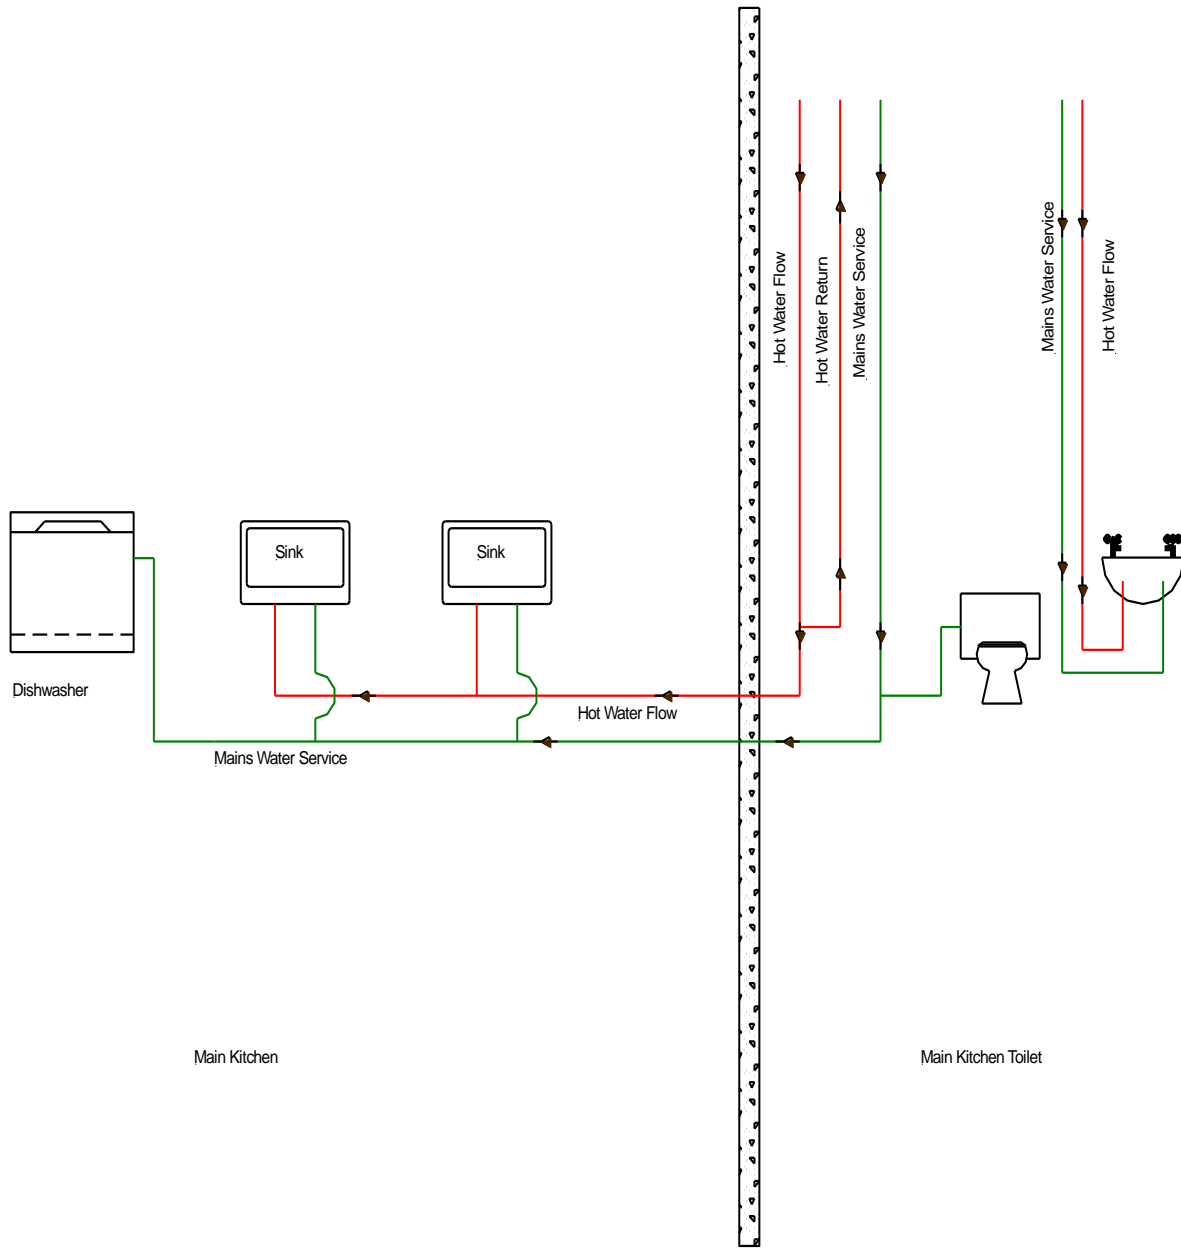 Hot Water Flow
Hot Water Return
Mains Water Service
Mains Water Service
Hot Water Flow
Sink
Sink
Dishwasher
Hot Water Flow
Mains Water Service
Main Kitchen
Main Kitchen Toilet